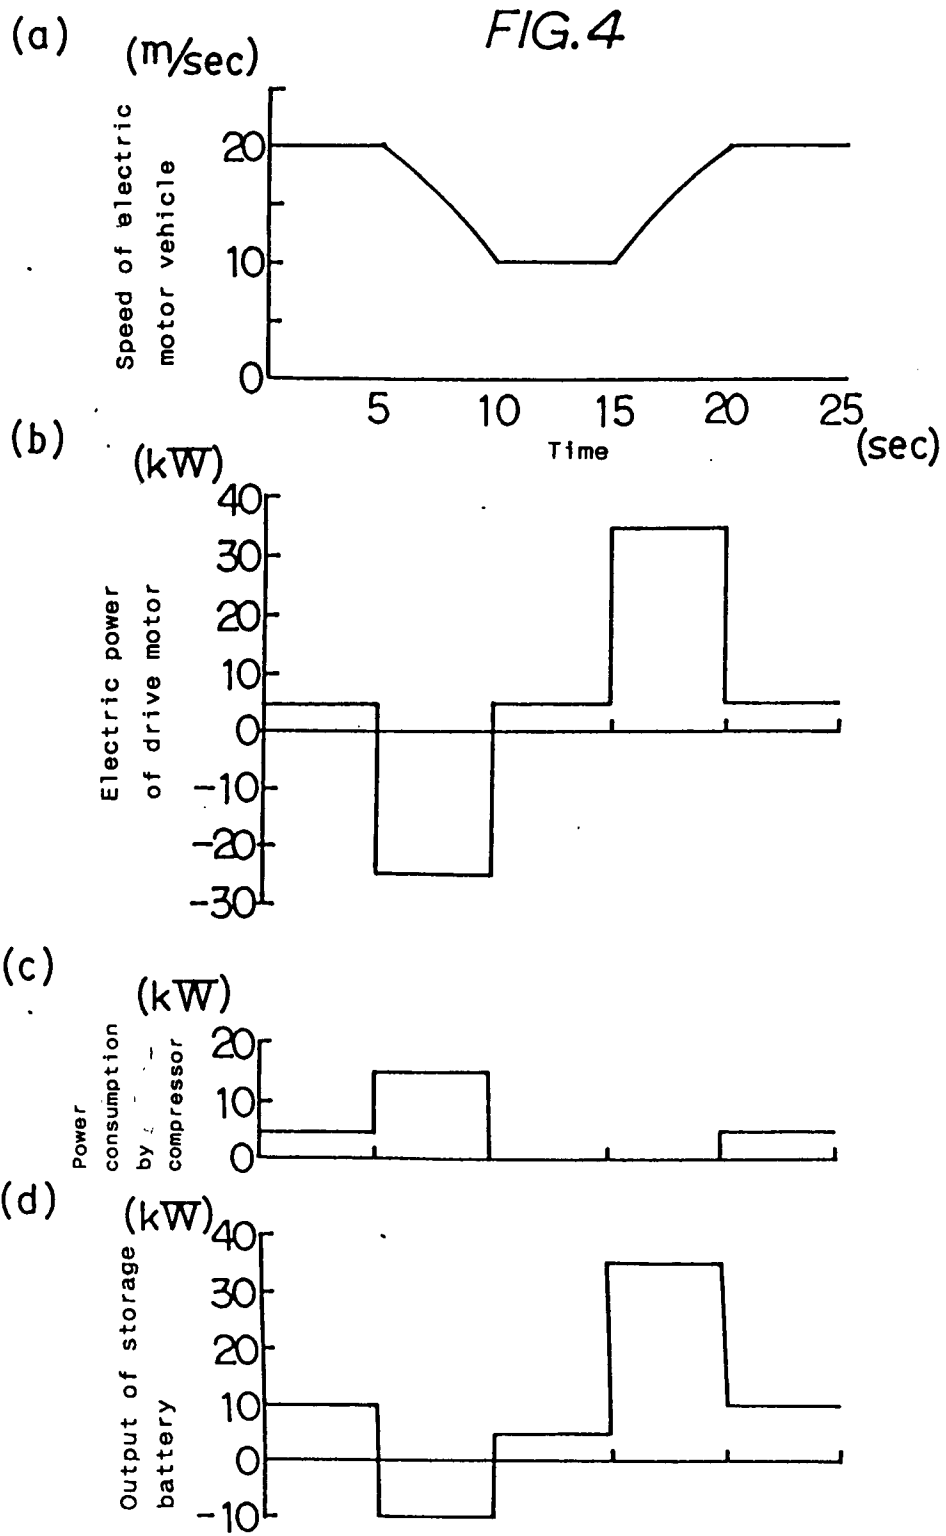 FIG.4
(a)
(m/sec)
Speed of electric
motor vehicle
20
10
0
5 10 15 20 25
Time
(sec)
(b)
(kW)
Electric power
of drive motor
40
30
20
10
0
-10
-20
-30
(c)
(kW)
Power
consumption
by
compressor
20
10
0
(d)
(kW)
Output of storage
battery
40
30
20
10
0
-10